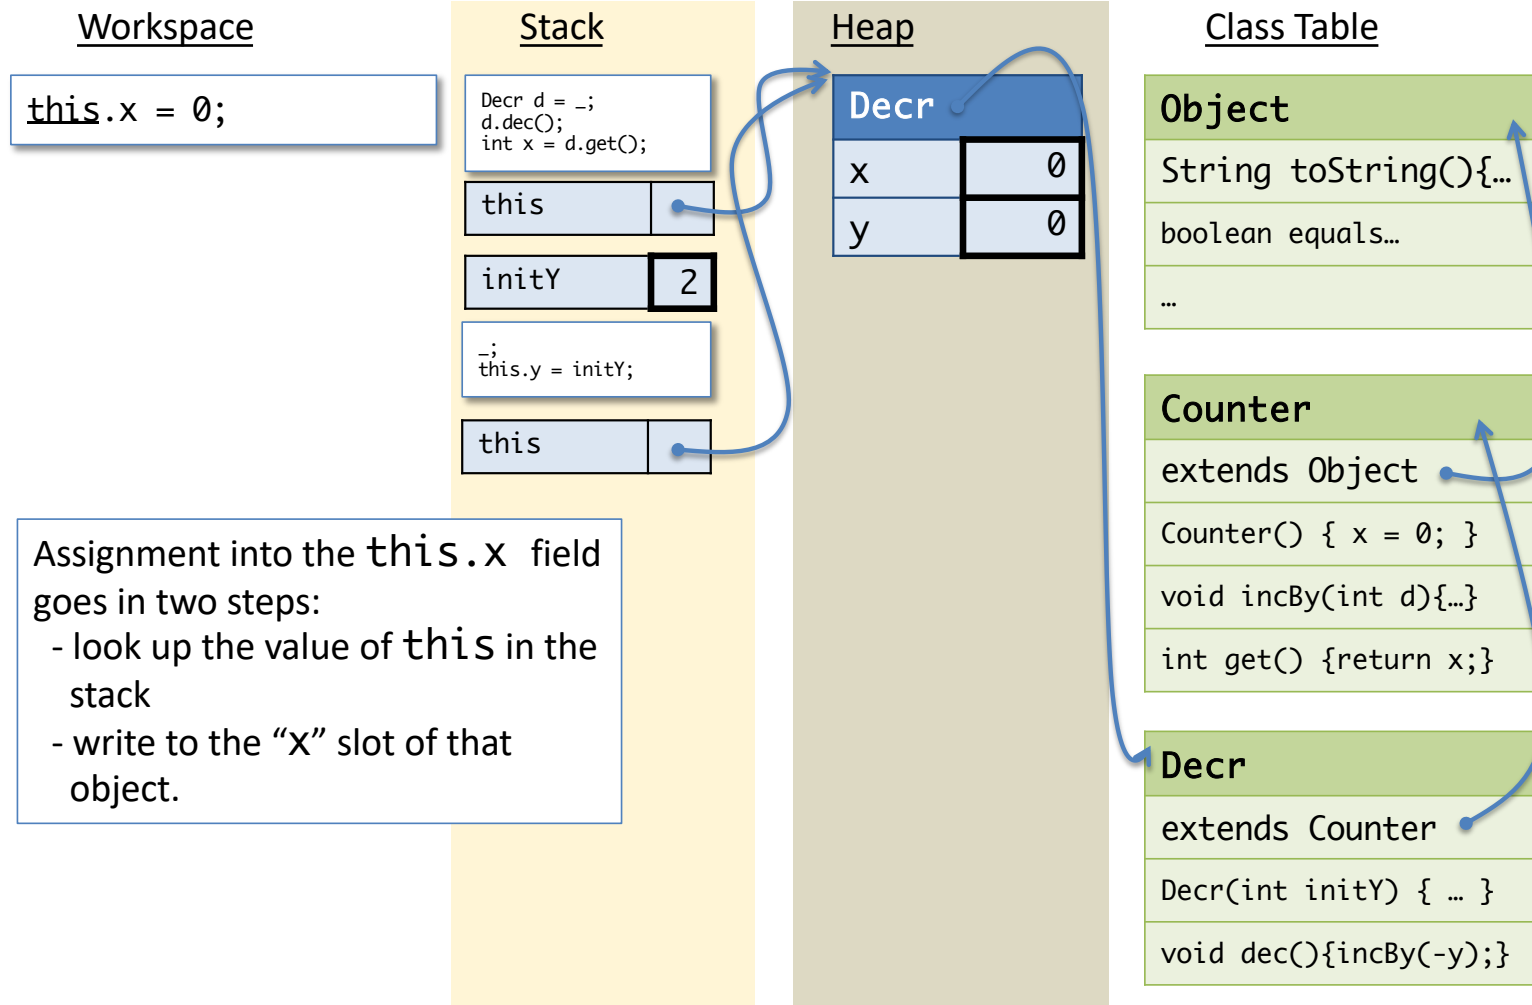 Workspace
this.x = 0;
Assignment into the this.x field
goes in two steps:
- look up the value of this in the
stack
- write to the “x” slot of that
object.
Stack
Decr d = _;
d.dec();
int x = d.get();
this
initY 2
_;
this.y = initY;
this
Heap
Decr
x 0
y 0
Class Table
Object
String toString(){…
boolean equals…
…
Counter
extends Object
Counter() { x = 0; }
void incBy(int d){…}
int get() {return x;}
Decr
extends Counter
Decr(int initY) { … }
void dec(){incBy(-y);}